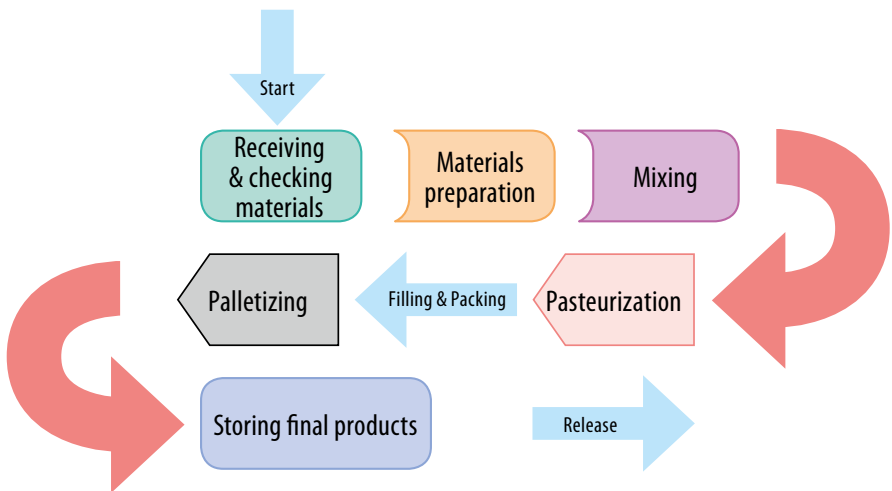 Start
Receiving
& checking
materials
Materials
preparation
Mixing
Pasteurization
Filling & Packing
Palletizing
Storing final products
Release